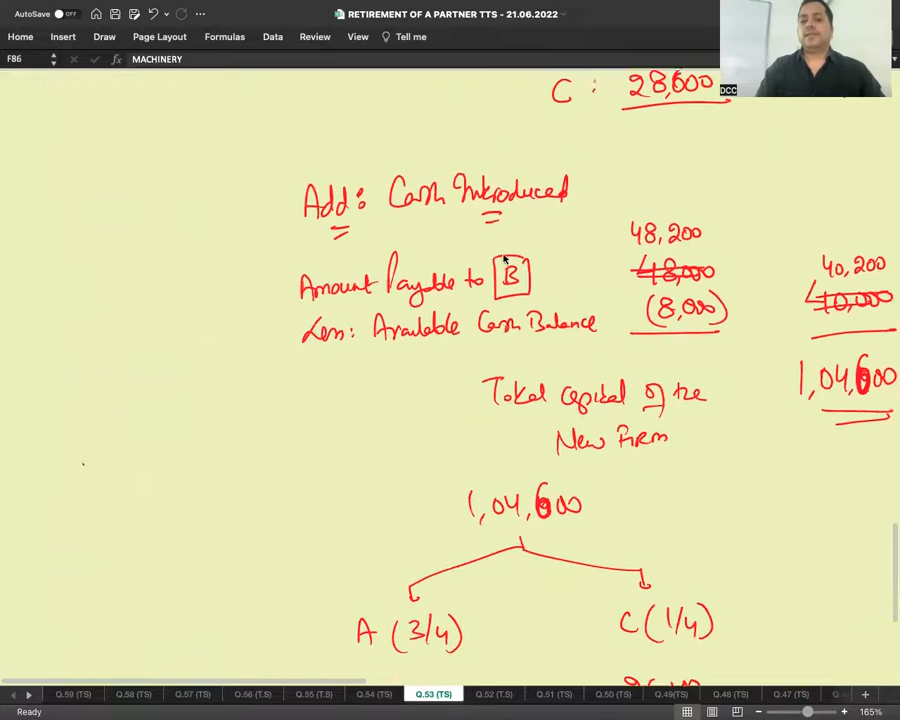 AutoSave OFF RETIREMENT OF A PARTNER TTS - 21.06.2022
Home Insert Draw Page Layout Formulas Data Review View Tell me
F86 fx MACHINERY
DCC
C : 28,600
Add: Cash Introduced
48,200
Amount Payable to B 48,000 40,200
Less: Available Cash Balance (8,000) 40,000
Total Capital of the 1,04,600
New Firm
1,04,600
A (3/4) C (1/4)
Q.59 (TS) Q.58 (TS) Q.57 (TS) Q.56 (T.S) Q.55 (T.S) Q.54 (TS) Q.53 (TS) Q.52 (T.S) Q.51 (TS) Q.50 (TS) Q.49(TS) Q.48 (TS) Q.47 (TS)
Ready 165%